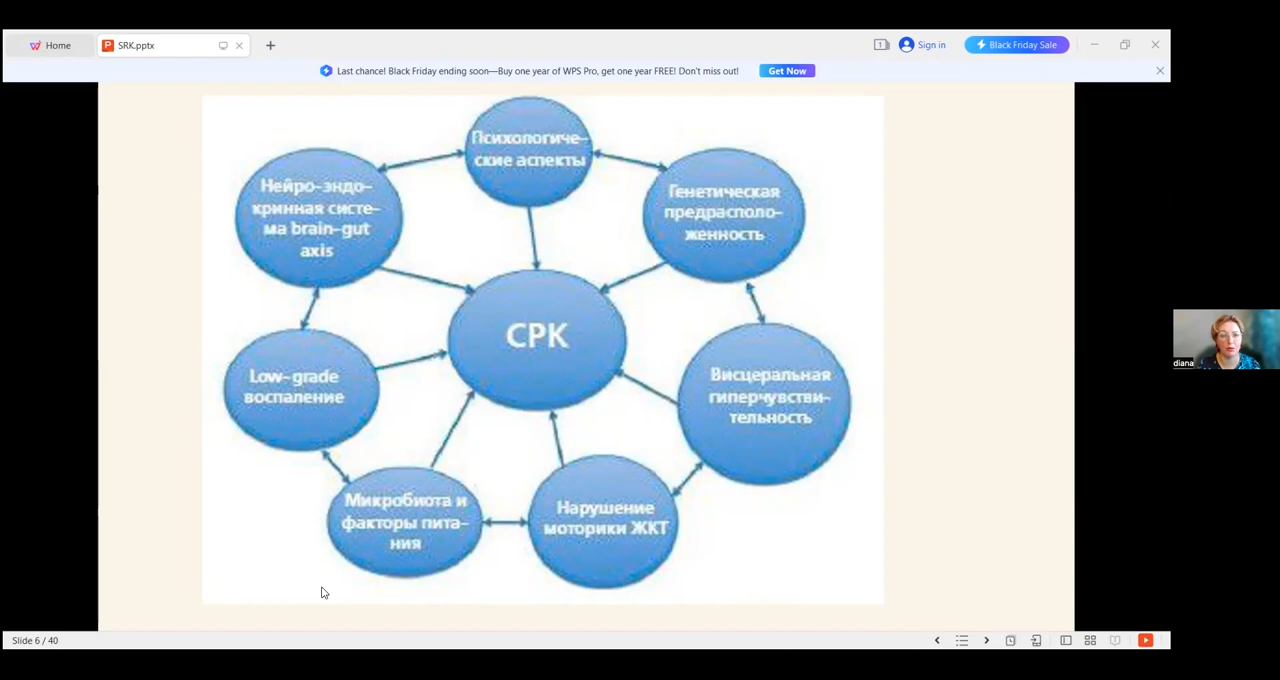 Home
SRK.pptx
1
Sign in
Black Friday Sale
Last chance! Black Friday ending soon—Buy one year of WPS Pro, get one year FREE! Don't miss out!
Get Now
Психологиче-
ские аспекты
Нейро-эндо-
кринная систе-
ма brain-gut
axis
Генетическая
предрасполо-
женность
СРК
Low-grade
воспаление
Висцеральная
гиперчувстви-
тельность
Микробиота и
факторы пита-
ния
Нарушение
моторики ЖКТ
diana
Slide 6 / 40